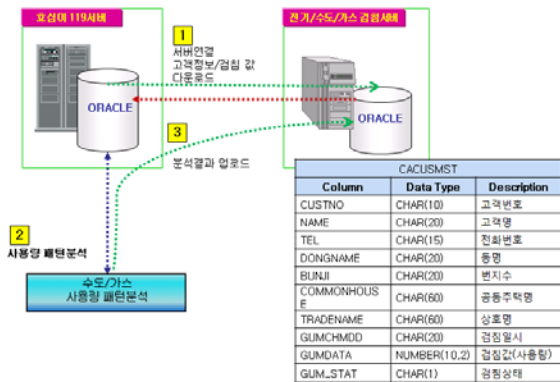 효심이 119서버
전기/수도/가스 검침서버
1
서버연결
고객정보/검침 값
다운로드
ORACLE
ORACLE
3
분석결과 업로드
2
사용량 패턴분석
수도/가스
사용량 패턴분석
CACUSMST
Column Data Type Description
CUSTNO CHAR(10) 고객번호
NAME CHAR(20) 고객명
TEL CHAR(15) 전화번호
DONGNAME CHAR(20) 동명
BUNJI CHAR(20) 번지수
COMMONHOUS
E CHAR(60) 공동주택명
TRADENAME CHAR(60) 상호명
GUMCHMDD CHAR(20) 검침일시
GUMDATA NUMBER(10,2) 검침값(사용량)
GUM_STAT CHAR(1) 검침상태